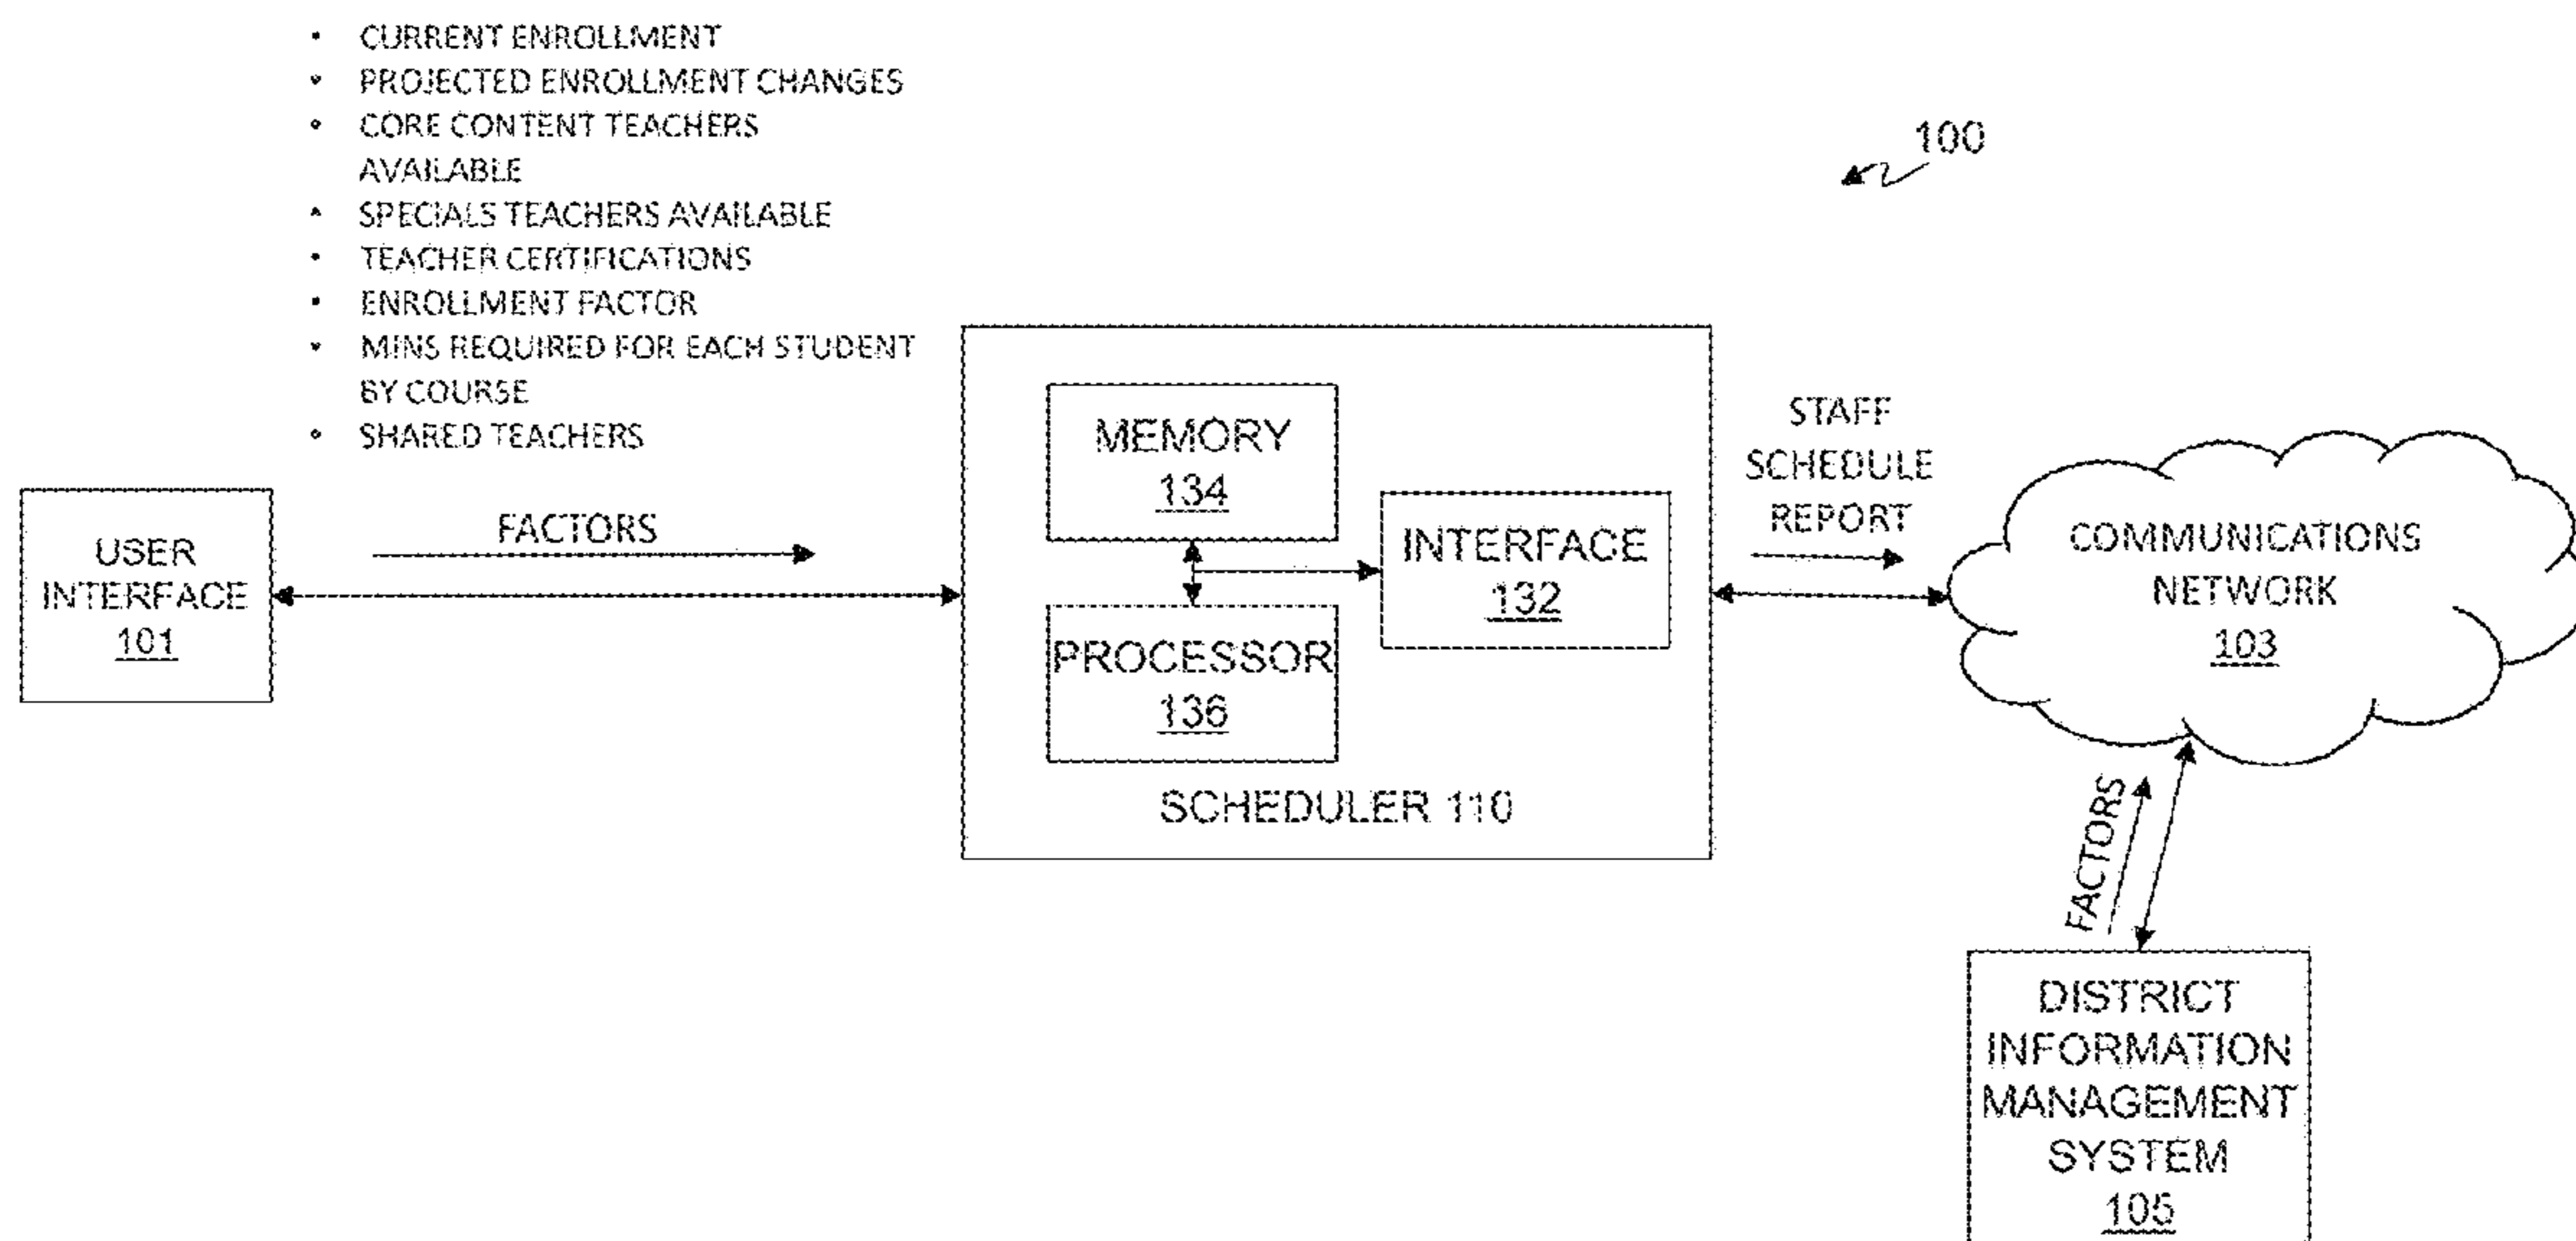 • CURRENT ENROLLMENT
• PROJECTED ENROLLMENT CHANGES
• CORE CONTENT TEACHERS
AVAILABLE
• SPECIALS TEACHERS AVAILABLE
• TEACHER CERTIFICATIONS
• ENROLLMENT FACTOR
• MINS REQUIRED FOR EACH STUDENT
BY COURSE
• SHARED TEACHERS
100
USER
INTERFACE
101
FACTORS
MEMORY
134
PROCESSOR
136
INTERFACE
132
SCHEDULER 110
STAFF
SCHEDULE
REPORT
COMMUNICATIONS
NETWORK
103
FACTORS
DISTRICT
INFORMATION
MANAGEMENT
SYSTEM
105